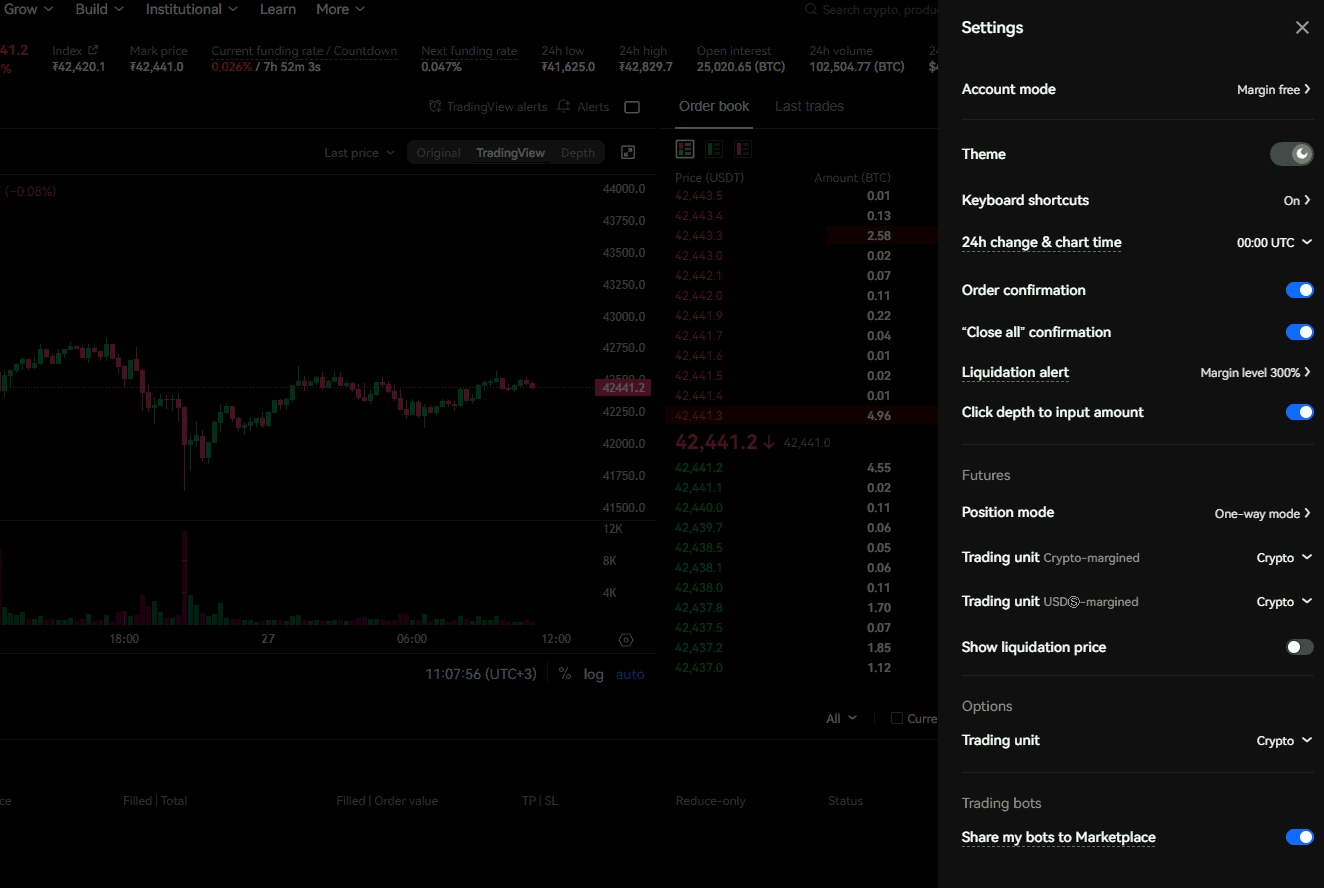 Grow Build Institutional Learn More Search crypto, produ
41.2 Index Mark price Current funding rate / Countdown Next funding rate 24h low 24h high Open interest 24h volume 24
% ₮42,420.1 ₮42,441.0 0.026% / 7h 52m 3s 0.047% ₮41,625.0 ₮42,829.7 25,020.65 (BTC) 102,504.77 (BTC)
TradingView alerts Alerts
Last price Original TradingView Depth
(−0.08%)
44000.0
43750.0
43500.0
43250.0
43000.0
42750.0
42500.0
42441.2
42250.0
42000.0
41750.0
41500.0
12K
8K
4K
18:00 27 06:00 12:00
11:07:56 (UTC+3) % log auto
Order book Last trades
Price (USDT) Amount (BTC)
42,443.5 0.01
42,443.4 0.13
42,443.3 2.58
42,443.0 0.02
42,442.1 0.07
42,442.0 0.11
42,441.9 0.22
42,441.7 0.04
42,441.6 0.01
42,441.5 0.02
42,441.4 0.01
42,441.3 4.96
42,441.2 ↓ 42,441.0
42,441.2 4.55
42,441.1 0.02
42,440.0 0.11
42,439.7 0.06
42,438.5 0.05
42,438.1 0.06
42,438.0 0.11
42,437.8 1.70
42,437.5 0.07
42,437.2 1.85
42,437.0 1.12
All Curre
ce Filled | Total Filled | Order value TP | SL Reduce-only Status
Settings
Account mode Margin free
Theme
Keyboard shortcuts On
24h change & chart time 00:00 UTC
Order confirmation
“Close all” confirmation
Liquidation alert Margin level 300%
Click depth to input amount
Futures
Position mode One-way mode
Trading unit Crypto-margined Crypto
Trading unit USDⓈ-margined Crypto
Show liquidation price
Options
Trading unit Crypto
Trading bots
Share my bots to Marketplace